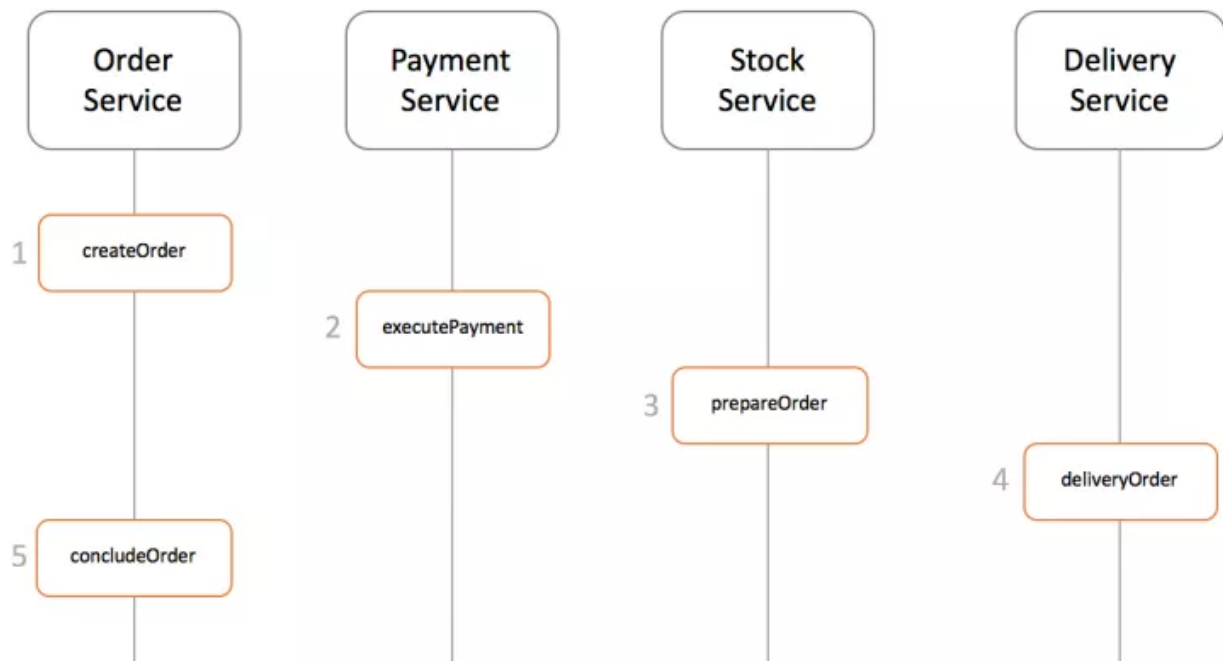 Order
Service
Payment
Service
Stock
Service
Delivery
Service
1
createOrder
2
executePayment
3
prepareOrder
4
deliveryOrder
5
concludeOrder